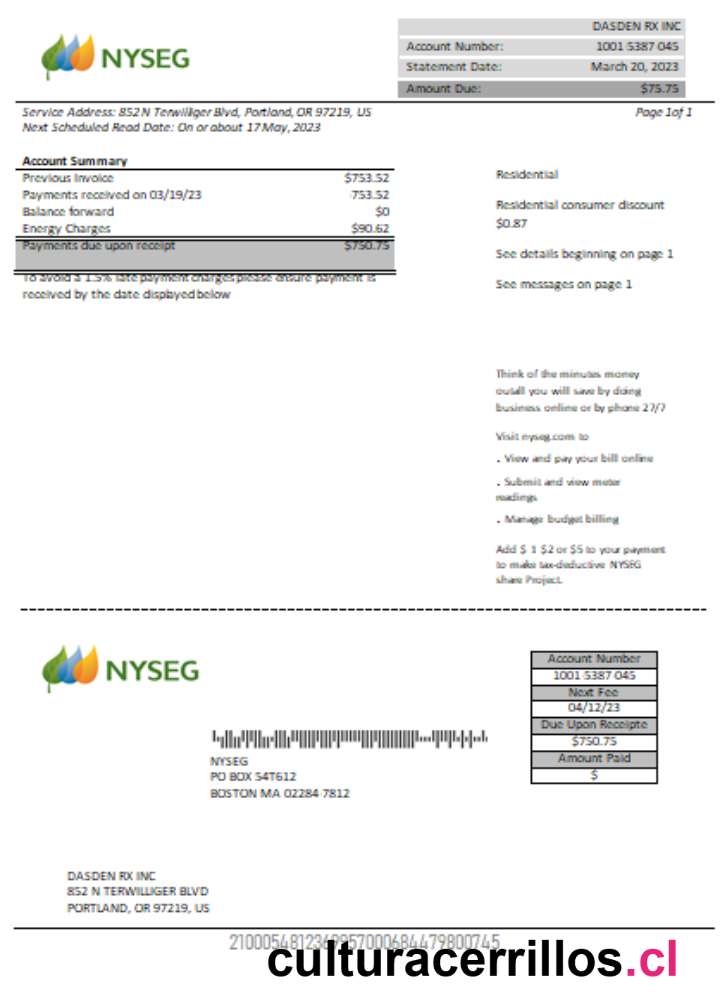 NYSEG
DASDEN RX INC
Account Number: 1001 5387 045
Statement Date: March 20, 2023
Amount Due: $75.75
Service Address: 852 N Terwilliger Blvd, Portland, OR 97219, US
Page 1of 1
Next Scheduled Read Date: On or about 17 May, 2023
Account Summary
Previous Invoice $753.52
Payments received on 03/19/23 -753.52
Balance forward $0
Energy Charges $90.62
Payments due upon receipt $750.75
To avoid a 1.5% late payment charges please ensure payment is
received by the date displayed below
Residential
Residential consumer discount
$0.87
See details beginning on page 1
See messages on page 1
Think of the minutes money
outall you will save by doing
business online or by phone 27/7
Visit nyseg.com to
. View and pay your bill online
. Submit and view meter
readings
. Manage budget billing
Add $ 1 $2 or $5 to your payment
to make tax-deductive NYSEG
share Project.
NYSEG
Account Number
1001 5387 045
Next Fee
04/12/23
Due Upon Receipte
$750.75
Amount Paid
$
NYSEG
PO BOX 54T612
BOSTON MA 02284 7812
DASDEN RX INC
852 N TERWILLIGER BLVD
PORTLAND, OR 97219, US
culturacerrillos.cl